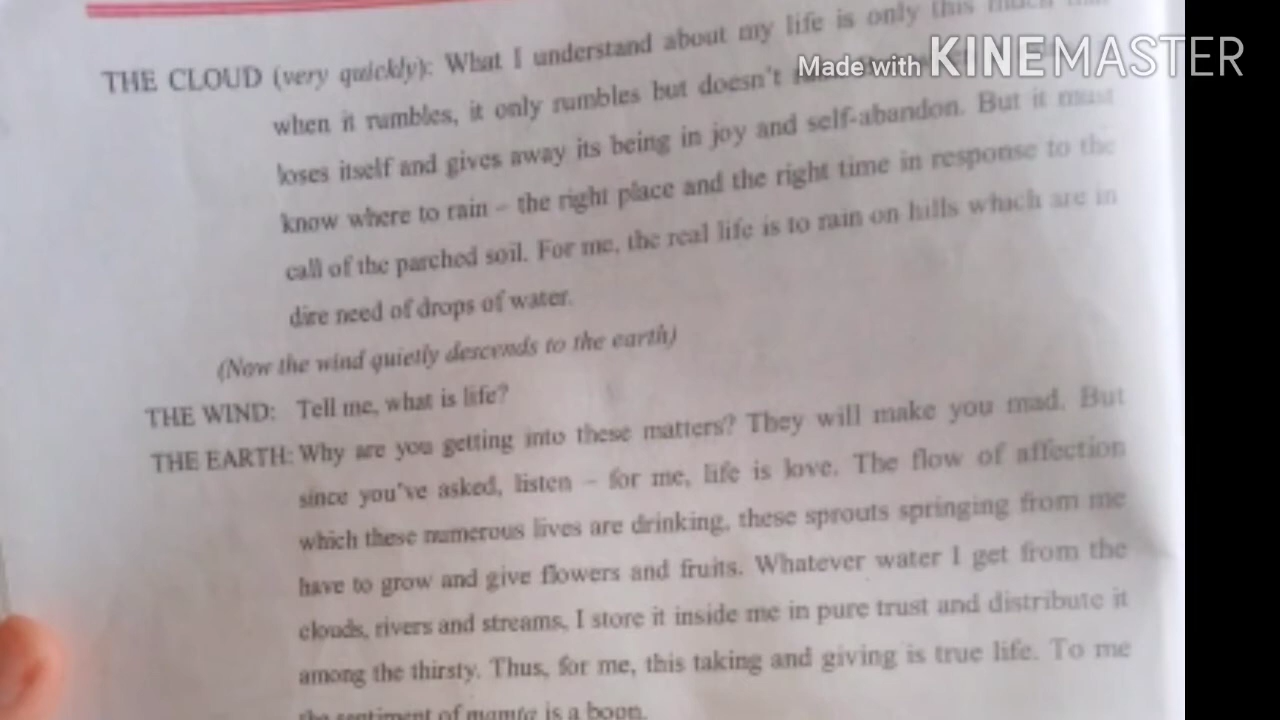 THE CLOUD (very quickly): What I understand about my life is only this much
Made with KINEMASTER
when it rumbles, it only rumbles but doesn't
loses itself and gives away its being in joy and self-abandon. But it must
know where to rain – the right place and the right time in response to the
call of the parched soil. For me, the real life is to rain on hills which are in
dire need of drops of water.
(Now the wind quietly descends to the earth)
THE WIND: Tell me, what is life?
THE EARTH: Why are you getting into these matters? They will make you mad. But
since you've asked, listen – for me, life is love. The flow of affection
which these numerous lives are drinking, these sprouts springing from me
have to grow and give flowers and fruits. Whatever water I get from the
clouds, rivers and streams, I store it inside me in pure trust and distribute it
among the thirsty. Thus, for me, this taking and giving is true life. To me
the sentiment of mamta is a boon.